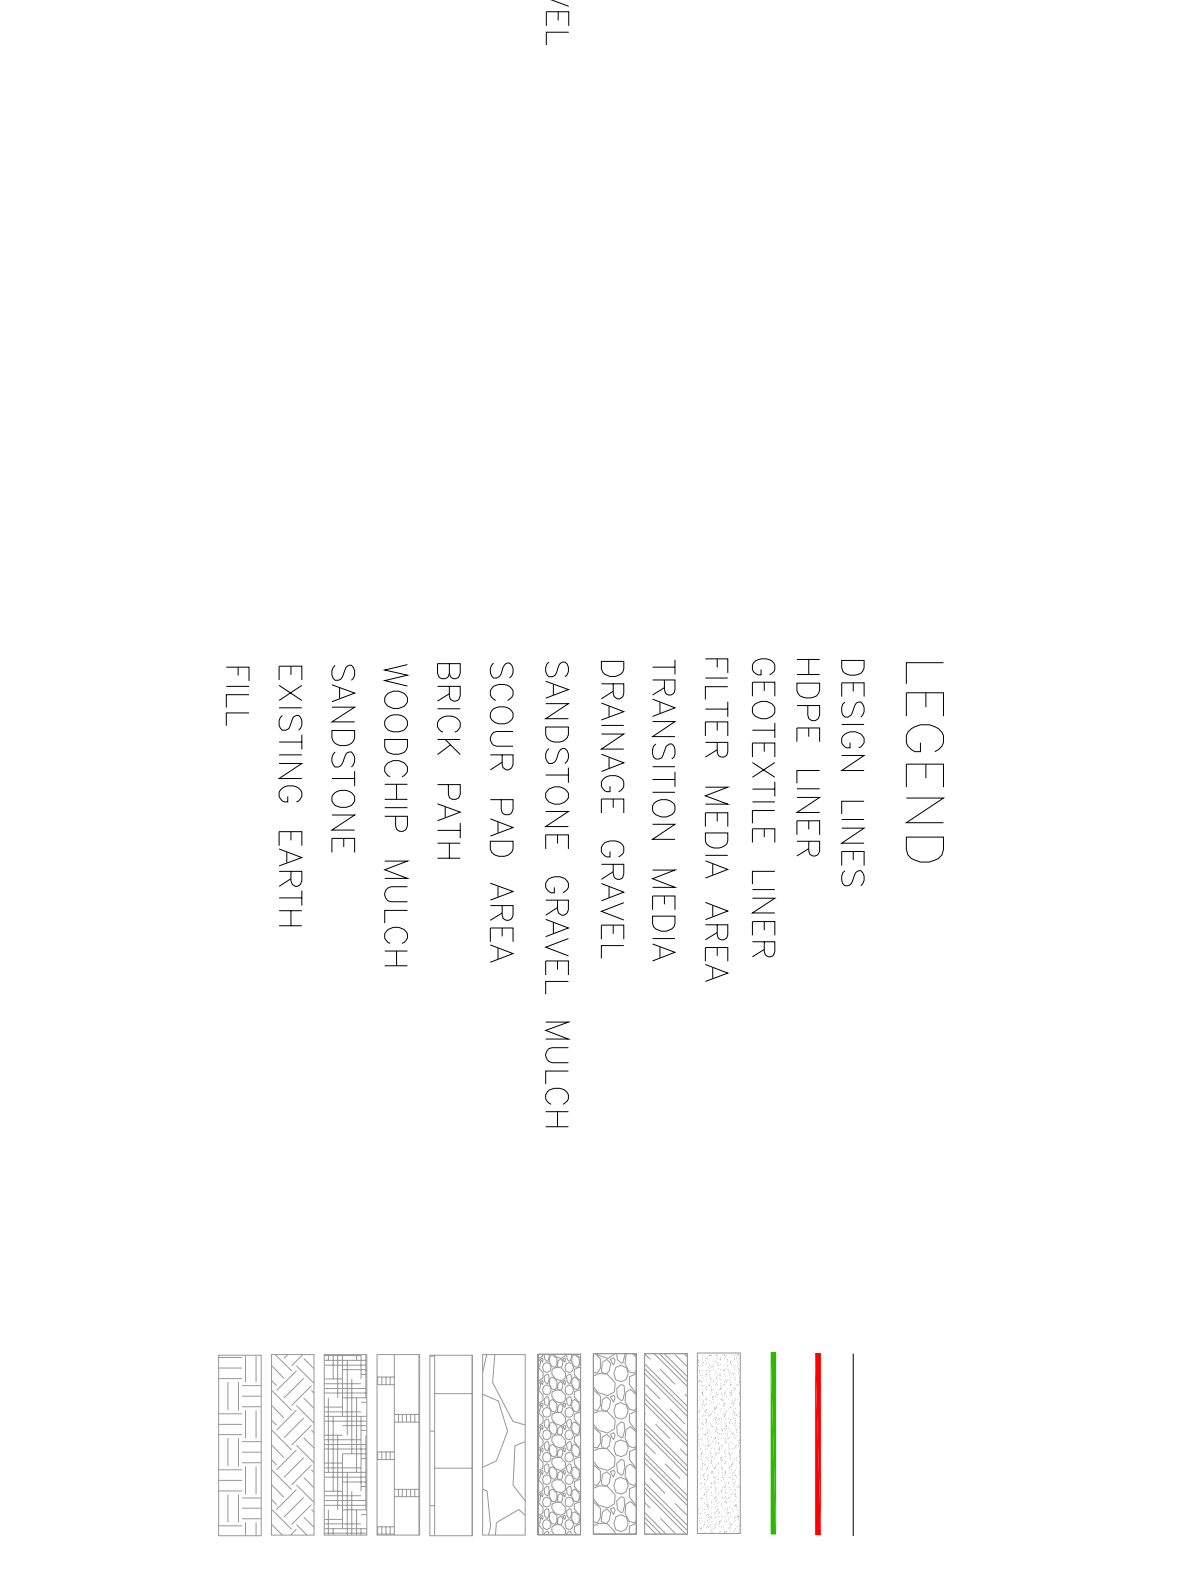 LEGEND
DESIGN LINES
HDPE LINER
GEOTEXTILE LINER
FILTER MEDIA AREA
TRANSITION MEDIA
DRAINAGE GRAVEL
SANDSTONE GRAVEL MULCH
SCOUR PAD AREA
BRICK PATH
WOODCHIP MULCH
SANDSTONE
EXISTING EARTH
FILL